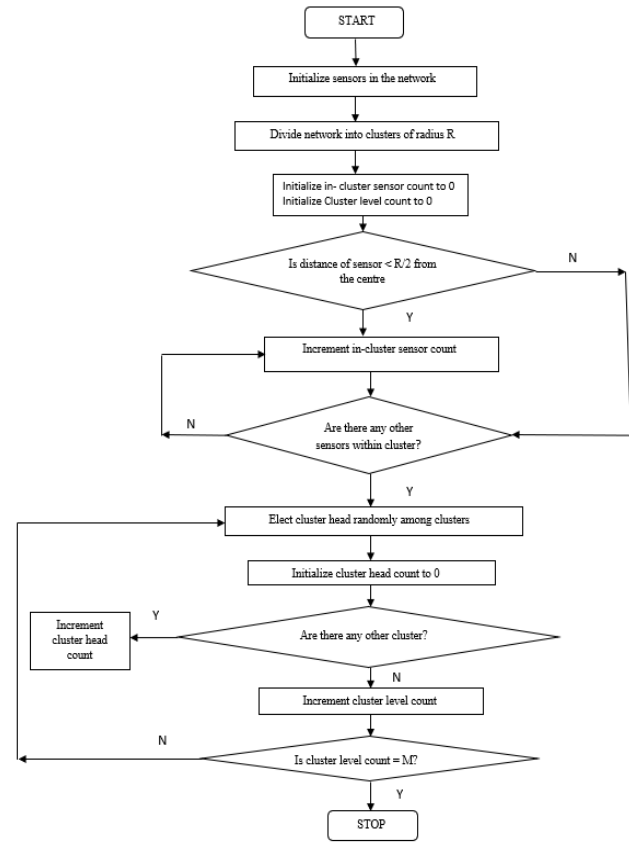 START
Initialize sensors in the network
Divide network into clusters of radius R
Initialize in- cluster sensor count to 0
Initialize Cluster level count to 0
Is distance of sensor < R/2 from
the centre
N
Y
Increment in-cluster sensor count
Are there any other
sensors within cluster?
N
Y
Elect cluster head randomly among clusters
Initialize cluster head count to 0
Are there any other cluster?
Y
Increment
cluster head
count
N
Increment cluster level count
Is cluster level count = M?
N
Y
STOP